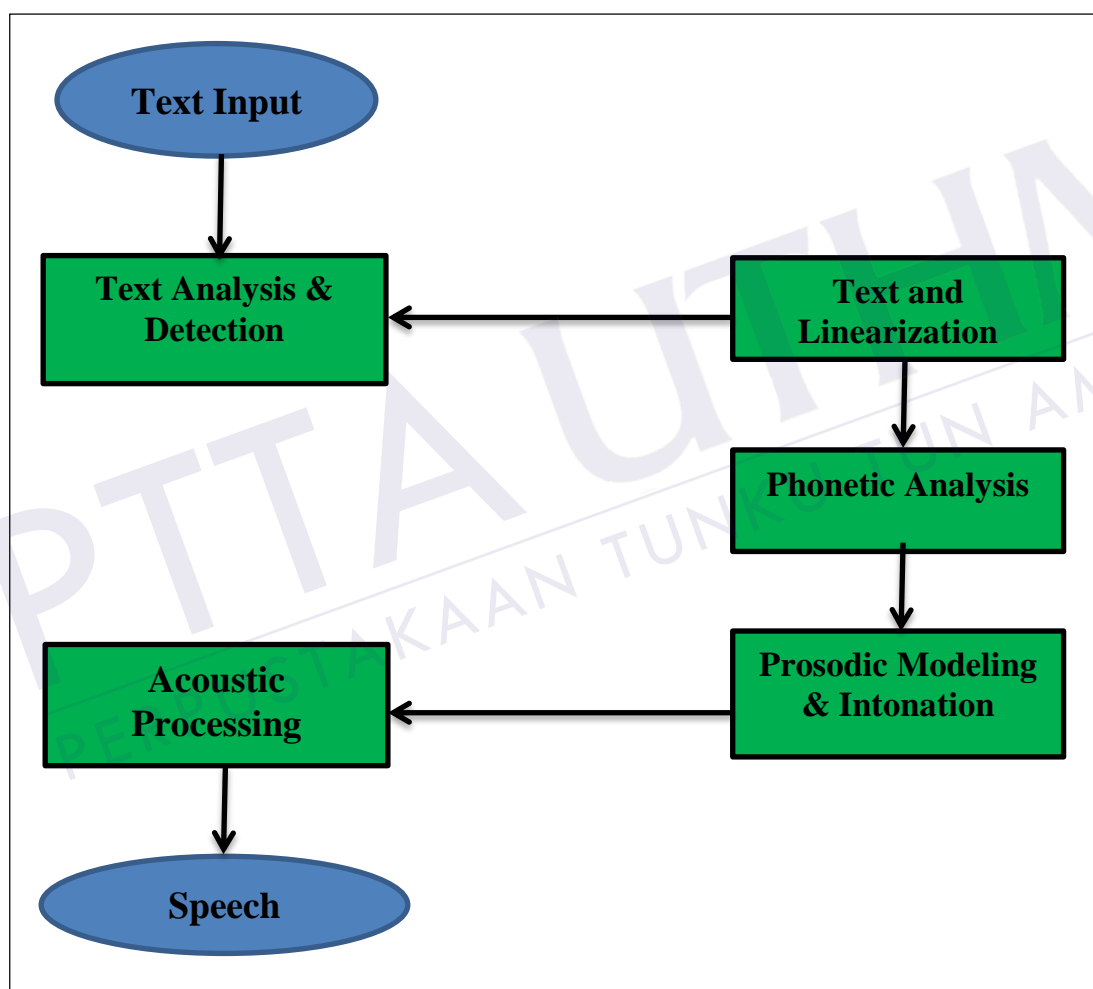 Text Input
Text Analysis &
Detection
Text and
Linearization
Phonetic Analysis
Prosodic Modeling
& Intonation
Acoustic
Processing
Speech
PTTA UTHM
PERPUSTAKAAN TUNKU TUN AM